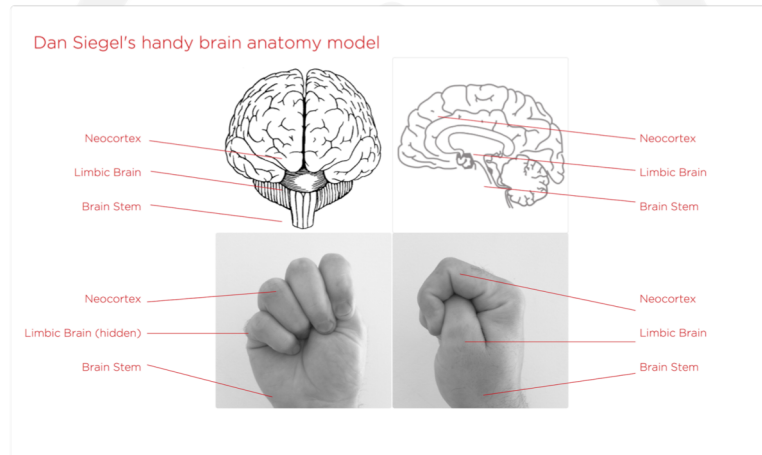 Dan Siegel's handy brain anatomy model
Neocortex
Limbic Brain
Brain Stem
Neocortex
Limbic Brain
Brain Stem
Neocortex
Limbic Brain (hidden)
Brain Stem
Neocortex
Limbic Brain
Brain Stem